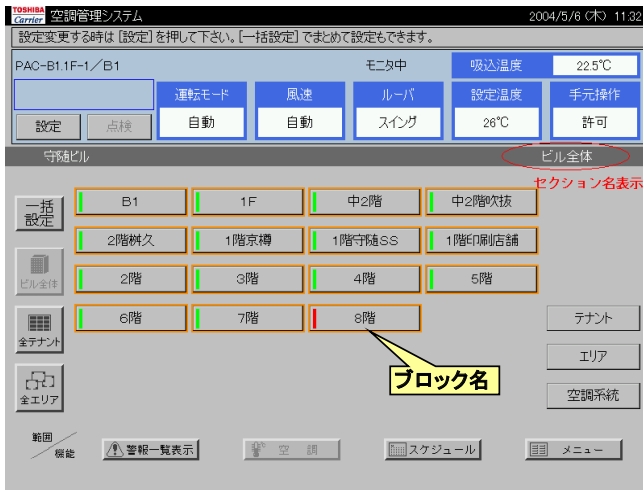 TOSHIBA
Carrier 空調管理システム 2004/5/6 (木) 11:32
設定変更する時は [設定] を押して下さい。[一括設定] でまとめて設定もできます。
PAC-B1.1F-1／B1 モニタ中 吸込温度 22.5℃
運転モード 風速 ルーバ 設定温度 手元操作
設定 点検 自動 自動 スイング 26℃ 許可
守随ビル ビル全体
セクション名表示
一括設定 B1 1F 中2階 中2階吹抜
2階桝久 1階京樽 1階守随SS 1階印刷店舗
ビル全体 2階 3階 4階 5階
全テナント 6階 7階 8階 テナント
ブロック名
エリア
全エリア 空調系統
範囲
機能 警報一覧表示 空 調 スケジュール メニュー